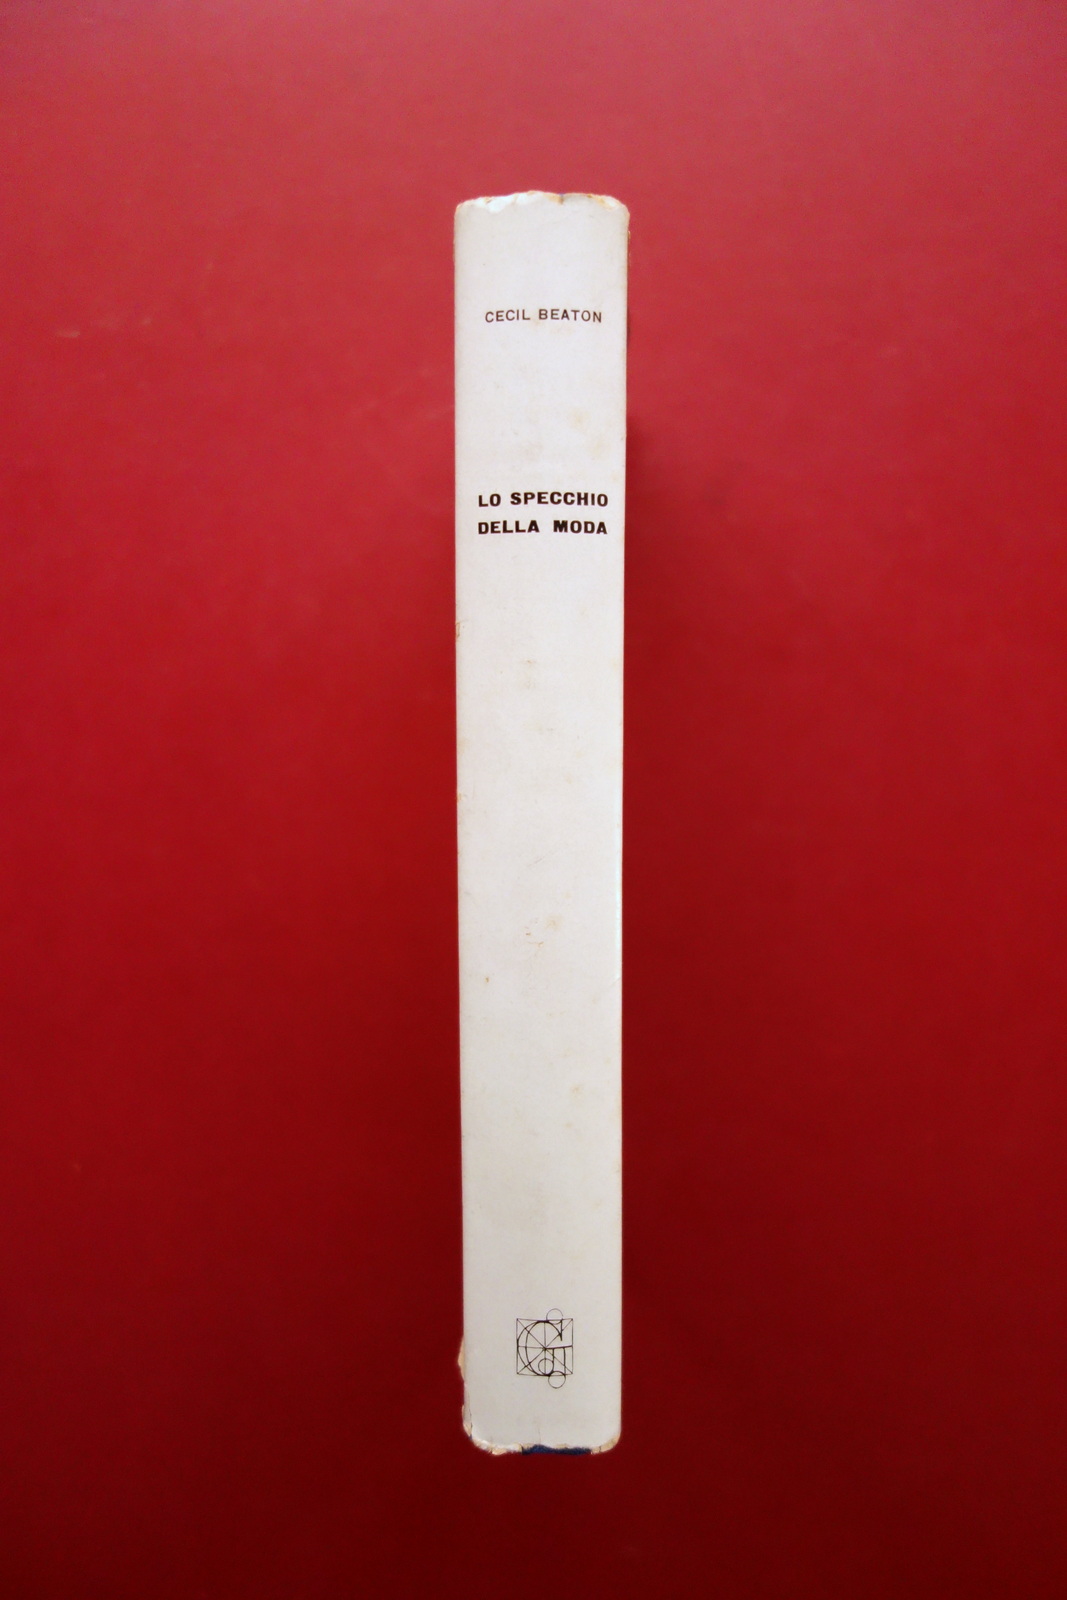 CECIL BEATON
LO SPECCHIO
DELLA MODA
G